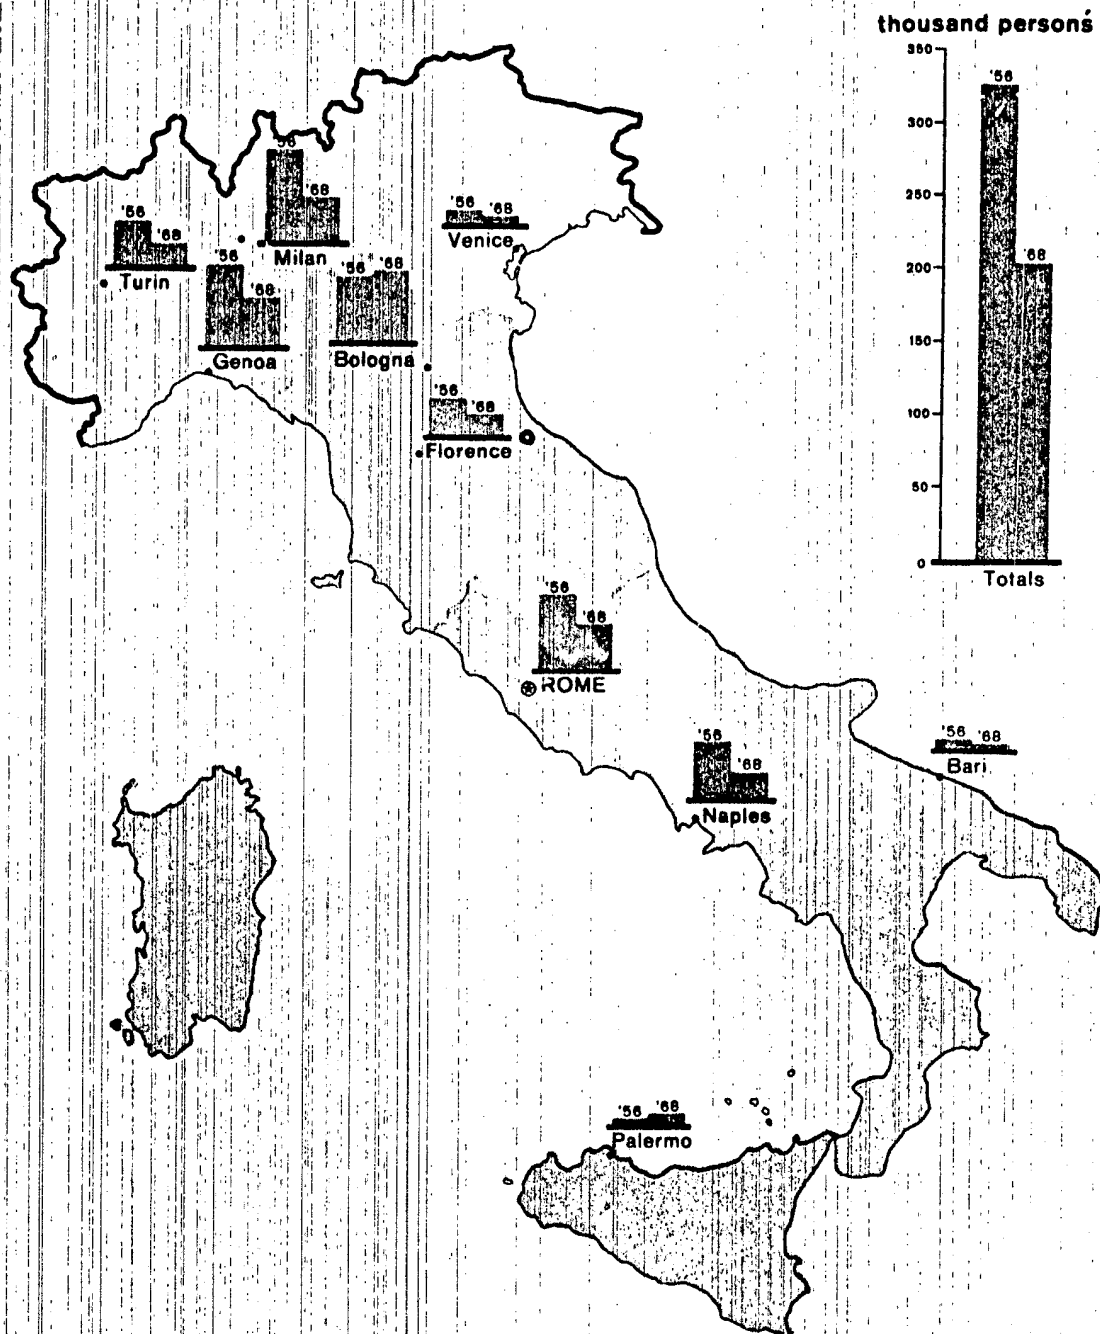 thousand persons
350
300
250
200
150
100
50
0
'56
'68
Totals
'56
'68
Milan
'56
'68
Venice
'56
'68
Turin
'56
'68
Genoa
'56
'68
Bologna
'56
'68
Florence
'56
'68
ROME
'56
'68
Bari
'56
'68
Naples
'56
'68
Palermo